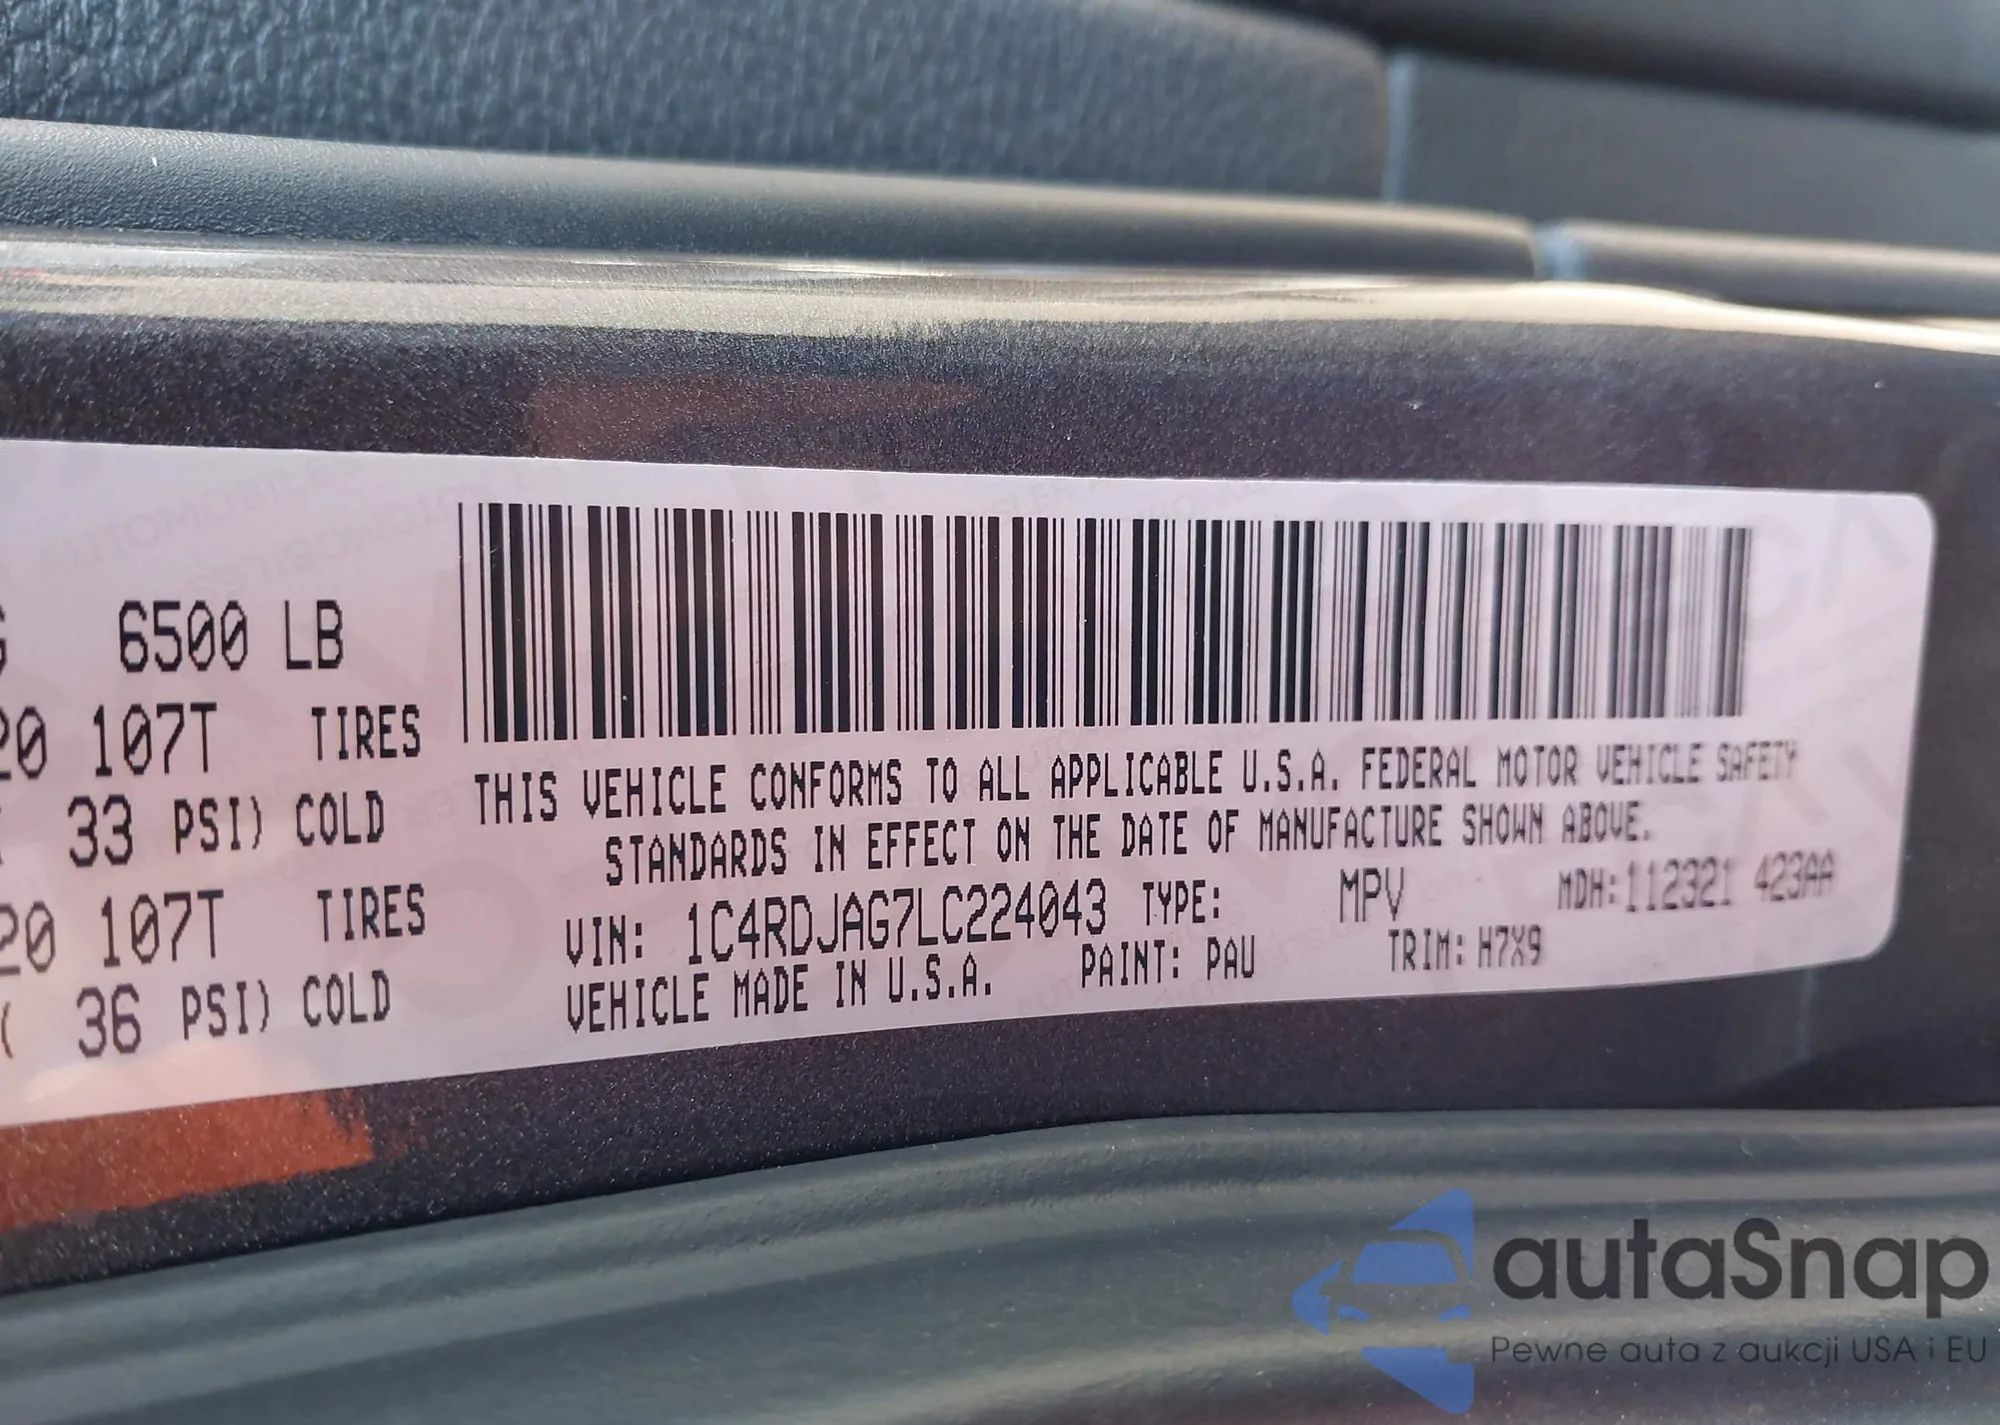 6500 LB
107T TIRES
33 PSI) COLD
107T TIRES
( 36 PSI) COLD
THIS VEHICLE CONFORMS TO ALL APPLICABLE U.S.A. FEDERAL MOTOR VEHICLE SAFETY
STANDARDS IN EFFECT ON THE DATE OF MANUFACTURE SHOWN ABOVE.
VIN: 1C4RDJAG7LC224043 TYPE: MPV MDH:112321 423AA
VEHICLE MADE IN U.S.A. PAINT: PAU TRIM: H7X9
autaSnap
Pewne auta z aukcji USA i EU